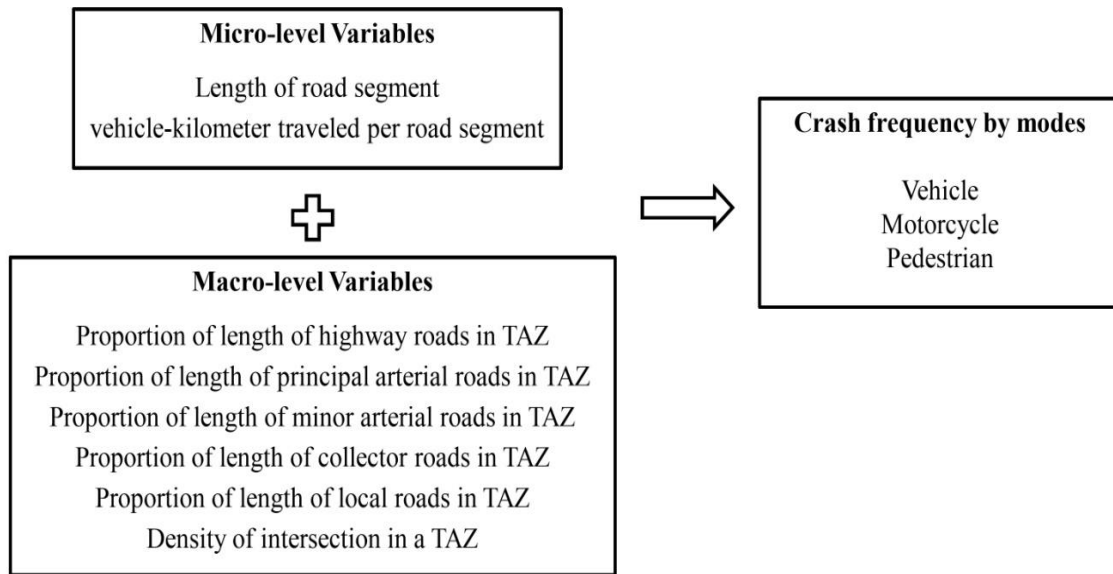 Micro-level Variables
Length of road segment
vehicle-kilometer traveled per road segment
Macro-level Variables
Proportion of length of highway roads in TAZ
Proportion of length of principal arterial roads in TAZ
Proportion of length of minor arterial roads in TAZ
Proportion of length of collector roads in TAZ
Proportion of length of local roads in TAZ
Density of intersection in a TAZ
Crash frequency by modes
Vehicle
Motorcycle
Pedestrian